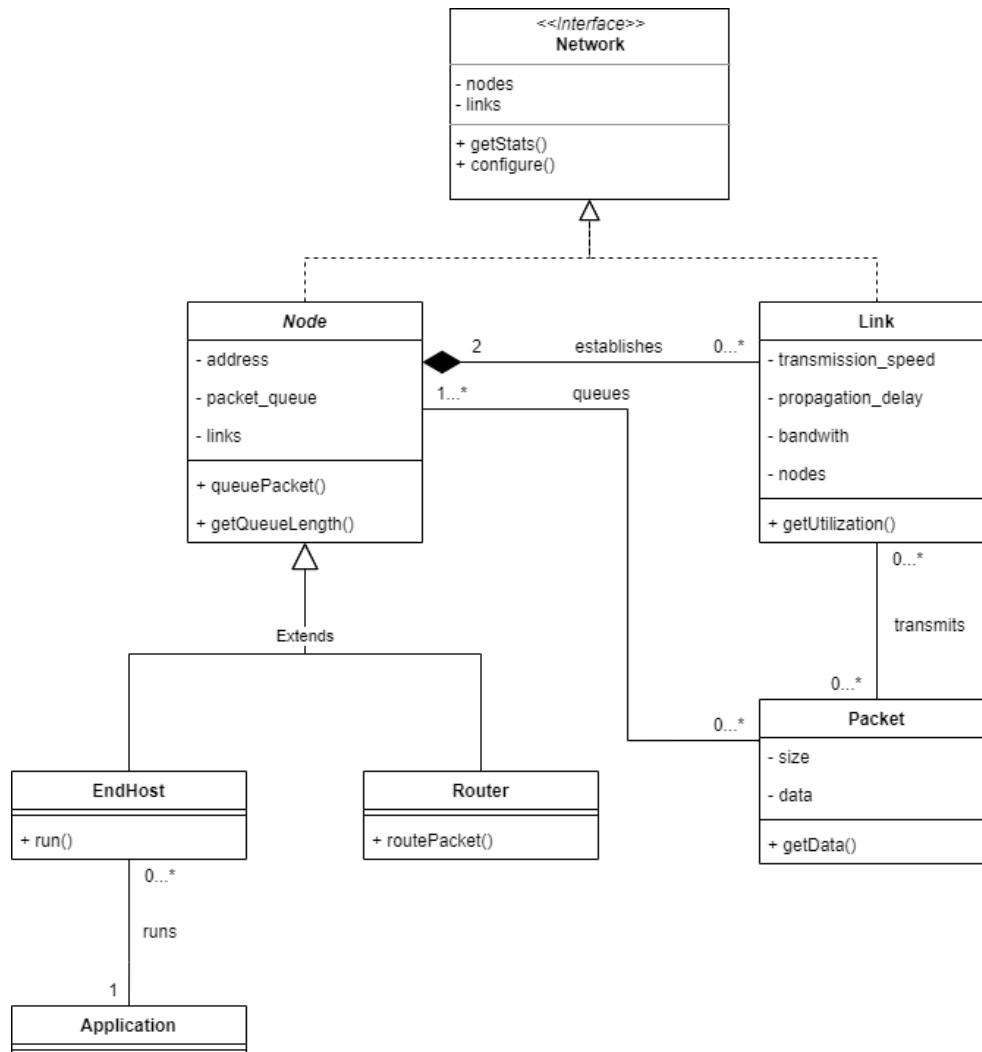 <<Interface>>
Network
- nodes
- links
+ getStats()
+ configure()
Node
- address
- packet_queue
- links
+ queuePacket()
+ getQueueLength()
2
establishes
0...*
1...*
queues
Link
- transmission_speed
- propagation_delay
- bandwith
- nodes
+ getUtilization()
0...*
transmits
0...*
Extends
0...*
Packet
- size
- data
+ getData()
EndHost
+ run()
Router
+ routePacket()
0...*
runs
1
Application